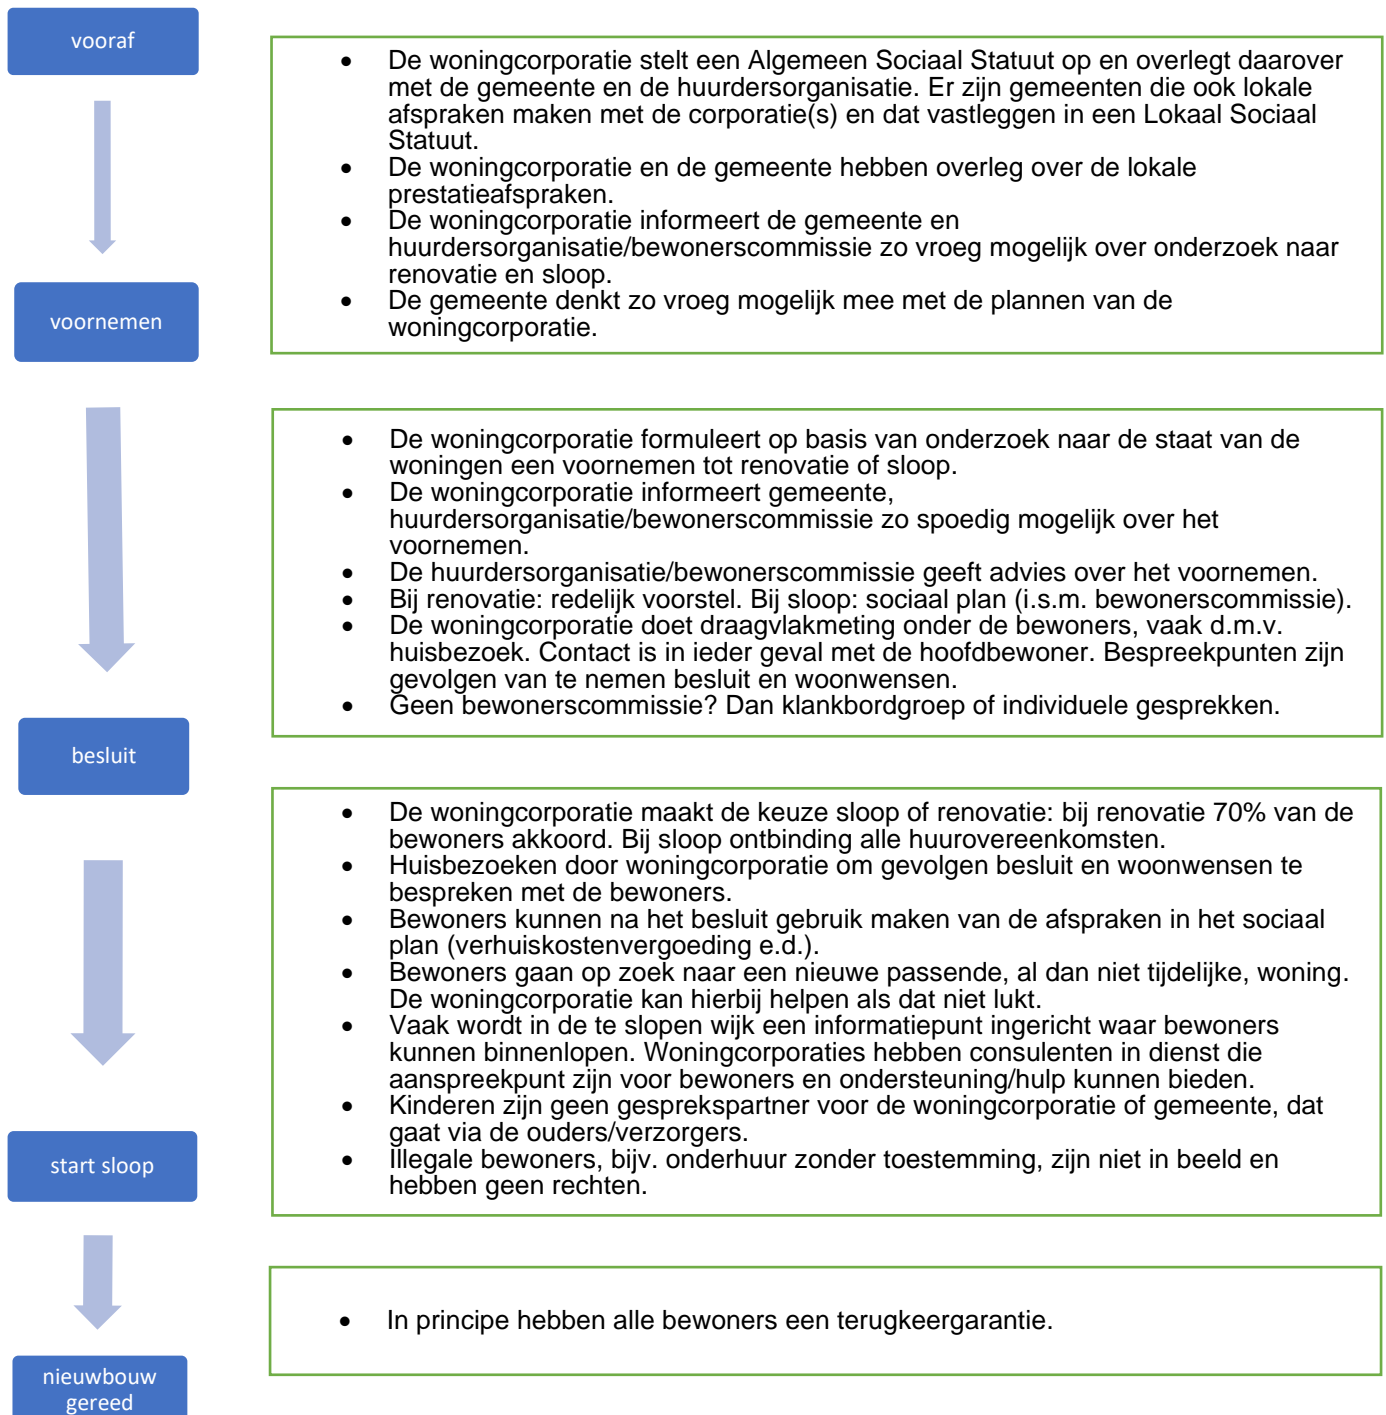 vooraf
• De woningcorporatie stelt een Algemeen Sociaal Statuut op en overlegt daarover
met de gemeente en de huurdersorganisatie. Er zijn gemeenten die ook lokale
afspraken maken met de corporatie(s) en dat vastleggen in een Lokaal Sociaal
Statuut.
• De woningcorporatie en de gemeente hebben overleg over de lokale
prestatieafspraken.
• De woningcorporatie informeert de gemeente en
huurdersorganisatie/bewonerscommissie zo vroeg mogelijk over onderzoek naar
renovatie en sloop.
• De gemeente denkt zo vroeg mogelijk mee met de plannen van de
woningcorporatie.
voornemen
• De woningcorporatie formuleert op basis van onderzoek naar de staat van de
woningen een voornemen tot renovatie of sloop.
• De woningcorporatie informeert gemeente,
huurdersorganisatie/bewonerscommissie zo spoedig mogelijk over het
voornemen.
• De huurdersorganisatie/bewonerscommissie geeft advies over het voornemen.
• Bij renovatie: redelijk voorstel. Bij sloop: sociaal plan (i.s.m. bewonerscommissie).
• De woningcorporatie doet draagvlakmeting onder de bewoners, vaak d.m.v.
huisbezoek. Contact is in ieder geval met de hoofdbewoner. Bespreekpunten zijn
gevolgen van te nemen besluit en woonwensen.
• Geen bewonerscommissie? Dan klankbordgroep of individuele gesprekken.
besluit
• De woningcorporatie maakt de keuze sloop of renovatie: bij renovatie 70% van de
bewoners akkoord. Bij sloop ontbinding alle huurovereenkomsten.
• Huisbezoeken door woningcorporatie om gevolgen besluit en woonwensen te
bespreken met de bewoners.
• Bewoners kunnen na het besluit gebruik maken van de afspraken in het sociaal
plan (verhuiskostenvergoeding e.d.).
• Bewoners gaan op zoek naar een nieuwe passende, al dan niet tijdelijke, woning.
De woningcorporatie kan hierbij helpen als dat niet lukt.
• Vaak wordt in de te slopen wijk een informatiepunt ingericht waar bewoners
kunnen binnenlopen. Woningcorporaties hebben consulenten in dienst die
aanspreekpunt zijn voor bewoners en ondersteuning/hulp kunnen bieden.
• Kinderen zijn geen gesprekspartner voor de woningcorporatie of gemeente, dat
gaat via de ouders/verzorgers.
• Illegale bewoners, bijv. onderhuur zonder toestemming, zijn niet in beeld en
hebben geen rechten.
start sloop
• In principe hebben alle bewoners een terugkeergarantie.
nieuwbouw
gereed